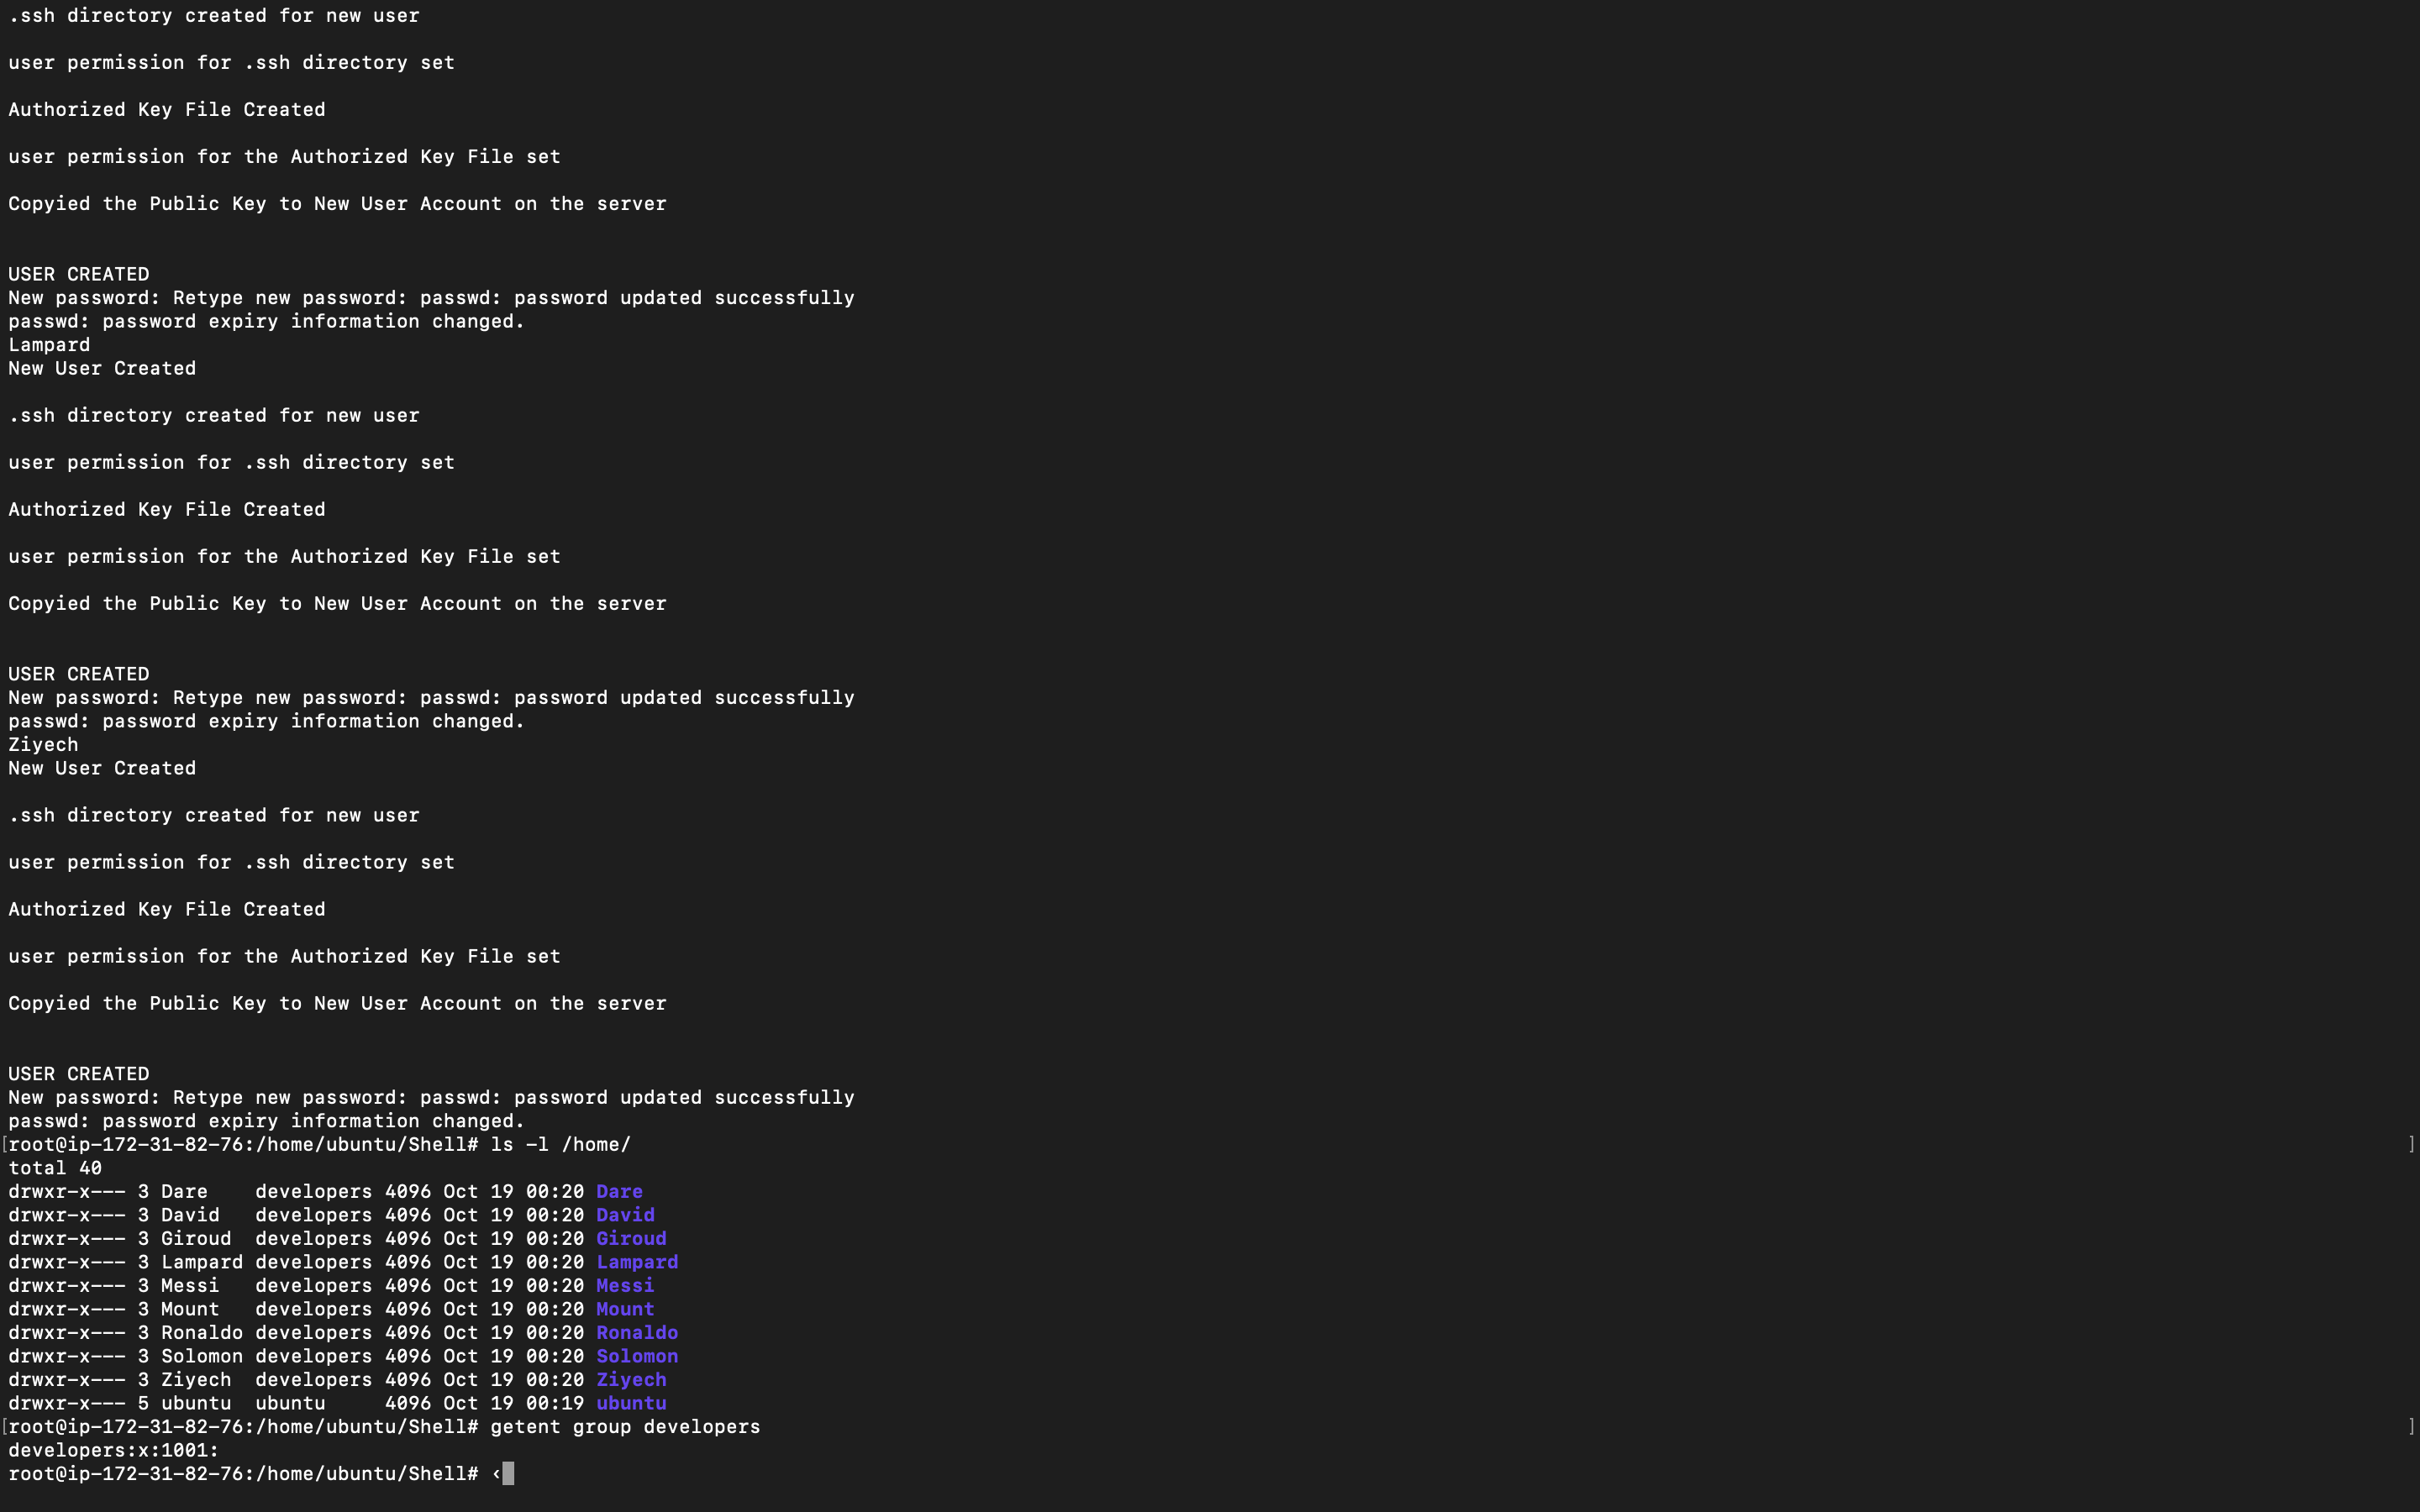 .ssh directory created for new user
user permission for .ssh directory set
Authorized Key File Created
user permission for the Authorized Key File set
Copyied the Public Key to New User Account on the server
USER CREATED
New password: Retype new password: passwd: password updated successfully
passwd: password expiry information changed.
Lampard
New User Created
.ssh directory created for new user
user permission for .ssh directory set
Authorized Key File Created
user permission for the Authorized Key File set
Copyied the Public Key to New User Account on the server
USER CREATED
New password: Retype new password: passwd: password updated successfully
passwd: password expiry information changed.
Ziyech
New User Created
.ssh directory created for new user
user permission for .ssh directory set
Authorized Key File Created
user permission for the Authorized Key File set
Copyied the Public Key to New User Account on the server
USER CREATED
New password: Retype new password: passwd: password updated successfully
passwd: password expiry information changed.
[root@ip-172-31-82-76:/home/ubuntu/Shell# ls -l /home/ ]
total 40
drwxr-x--- 3 Dare    developers 4096 Oct 19 00:20 Dare
drwxr-x--- 3 David   developers 4096 Oct 19 00:20 David
drwxr-x--- 3 Giroud  developers 4096 Oct 19 00:20 Giroud
drwxr-x--- 3 Lampard developers 4096 Oct 19 00:20 Lampard
drwxr-x--- 3 Messi   developers 4096 Oct 19 00:20 Messi
drwxr-x--- 3 Mount   developers 4096 Oct 19 00:20 Mount
drwxr-x--- 3 Ronaldo developers 4096 Oct 19 00:20 Ronaldo
drwxr-x--- 3 Solomon developers 4096 Oct 19 00:20 Solomon
drwxr-x--- 3 Ziyech  developers 4096 Oct 19 00:20 Ziyech
drwxr-x--- 5 ubuntu  ubuntu     4096 Oct 19 00:19 ubuntu
[root@ip-172-31-82-76:/home/ubuntu/Shell# getent group developers ]
developers:x:1001:
root@ip-172-31-82-76:/home/ubuntu/Shell# ‹